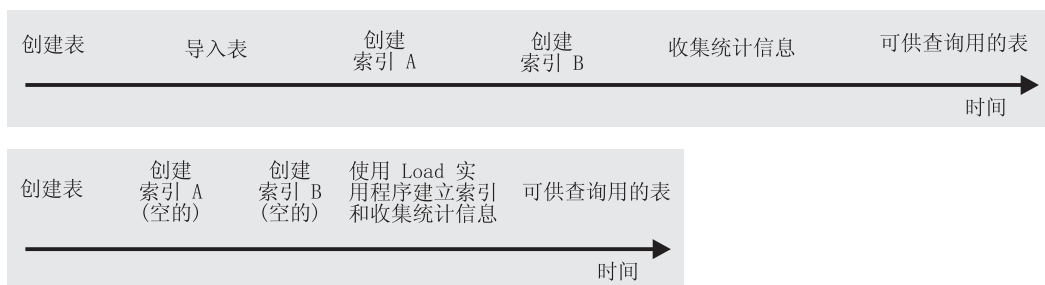 创建表
导入表
创建
索引 A
创建
索引 B
收集统计信息
可供查询用的表
时间
创建表
创建
索引 A
(空的)
创建
索引 B
(空的)
使用 Load 实
用程序建立索引
和收集统计信息
可供查询用的表
时间